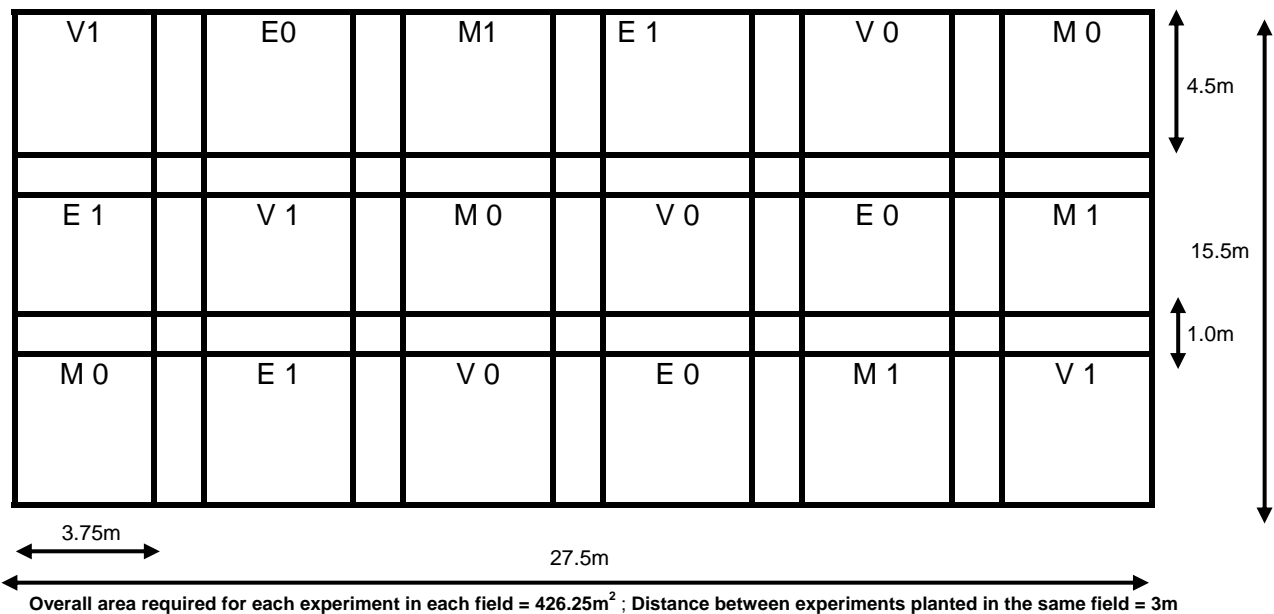 V1 E0 M1 E 1 V 0 M 0
4.5m
E 1 V 1 M 0 V 0 E 0 M 1
15.5m
1.0m
M 0 E 1 V 0 E 0 M 1 V 1
3.75m
27.5m
Overall area required for each experiment in each field = 426.25m² ; Distance between experiments planted in the same field = 3m